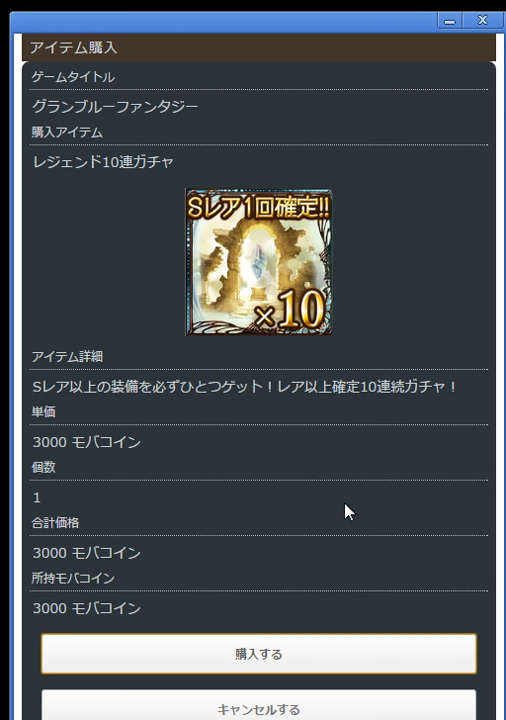 アイテム購入
ゲームタイトル
グランブルーファンタジー
購入アイテム
レジェンド10連ガチャ
Sレア1回確定!!
×10
アイテム詳細
Sレア以上の装備を必ずひとつゲット！レア以上確定10連続ガチャ！
単価
3000 モバコイン
個数
1
合計価格
3000 モバコイン
所持モバコイン
3000 モバコイン
購入する
キャンセルする